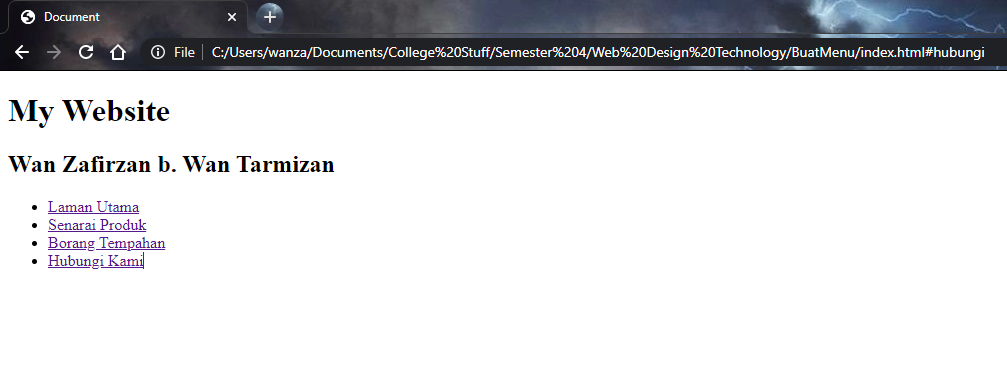 Document
File C:/Users/wanza/Documents/College%20Stuff/Semester%204/Web%20Design%20Technology/BuatMenu/index.html#hubungi
My Website
Wan Zafirzan b. Wan Tarmizan
Laman Utama
Senarai Produk
Borang Tempahan
Hubungi Kami